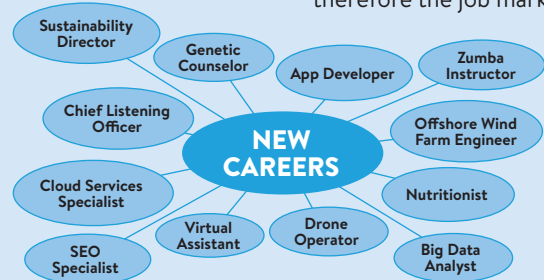 therefore the job mark
Sustainability
Director
Genetic
Counselor
App Developer
Zumba
Instructor
Chief Listening
Officer
NEW
CAREERS
Offshore Wind
Farm Engineer
Cloud Services
Specialist
Nutritionist
SEO
Specialist
Virtual
Assistant
Drone
Operator
Big Data
Analyst